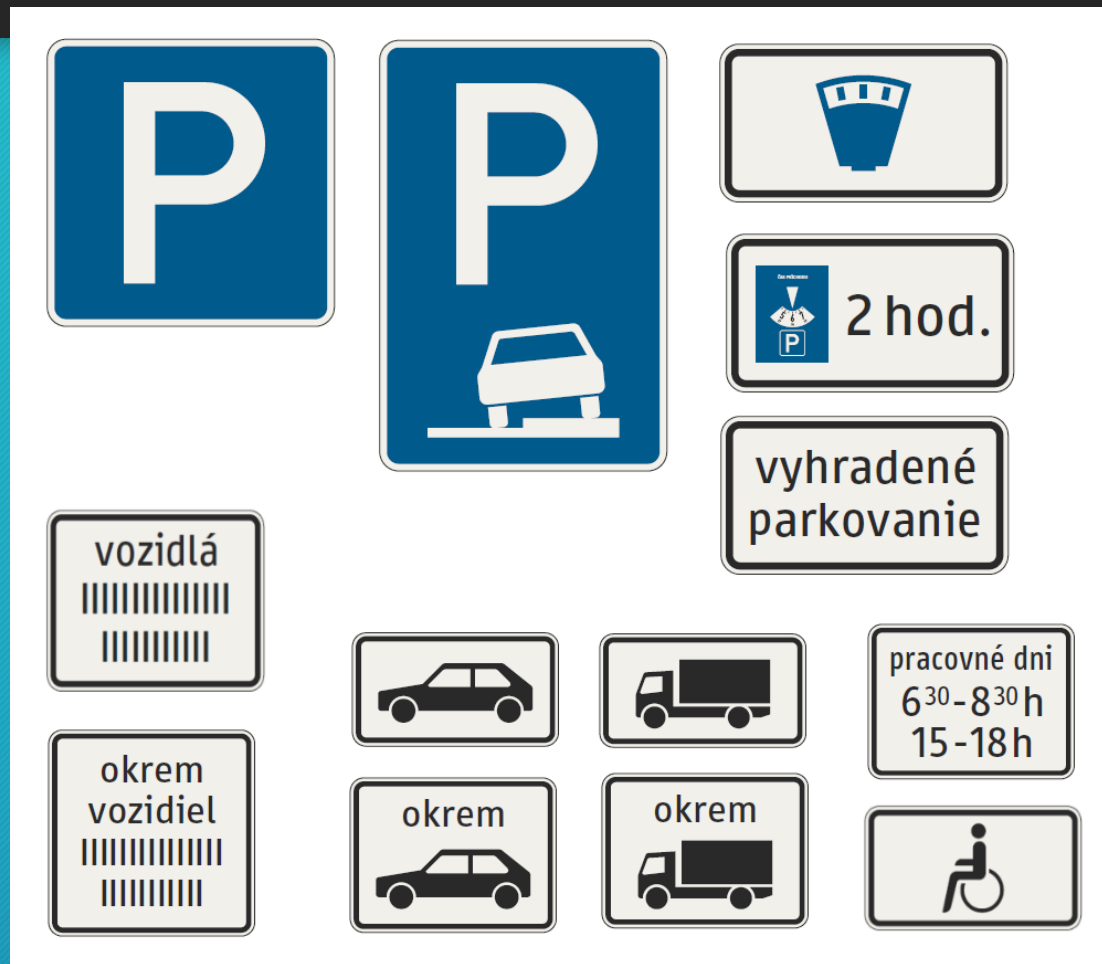 P
P
2 hod.
P
vyhradené
parkovanie
vozidlá
okrem
vozidiel
okrem
okrem
pracovné dni
6³⁰-8³⁰h
15-18h